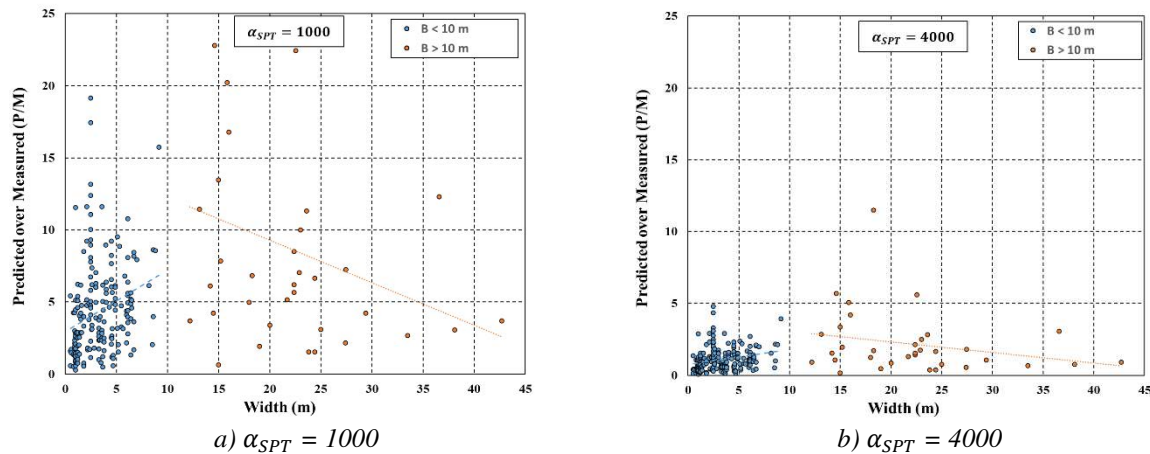 25
20
15
10
5
0
Predicted over Measured (P/M)
α_SPT = 1000
B < 10 m
B > 10 m
0 5 10 15 20 25 30 35 40 45
Width (m)
a) α_SPT = 1000
25
20
15
10
5
0
Predicted over Measured (P/M)
α_SPT = 4000
B < 10 m
B > 10 m
0 5 10 15 20 25 30 35 40 45
Width (m)
b) α_SPT = 4000